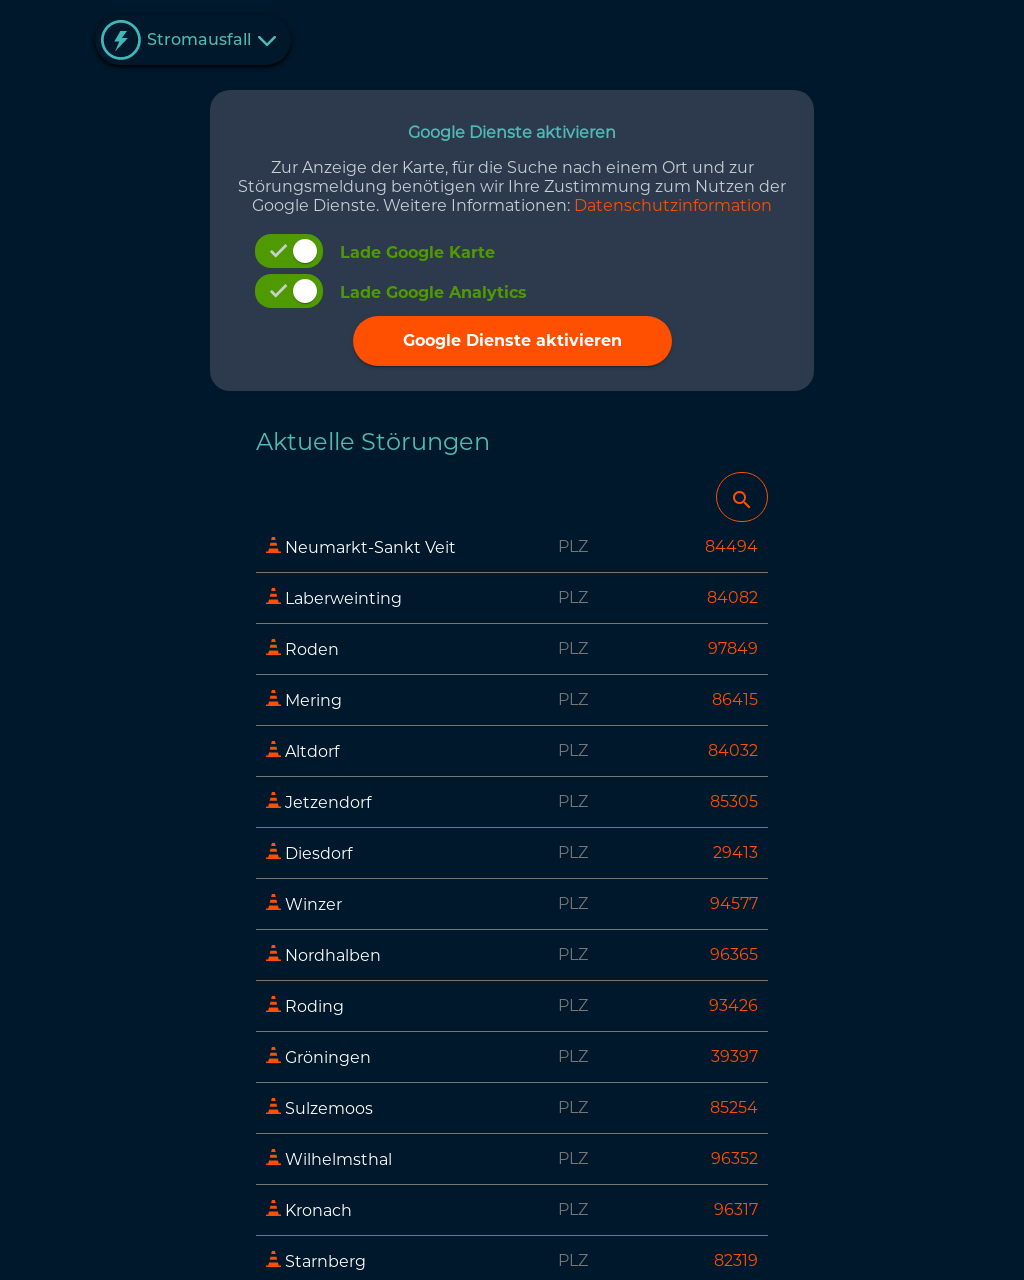 Stromausfall
Google Dienste aktivieren
Zur Anzeige der Karte, für die Suche nach einem Ort und zur
Störungsmeldung benötigen wir Ihre Zustimmung zum Nutzen der
Google Dienste. Weitere Informationen: Datenschutzinformation
Lade Google Karte
Lade Google Analytics
Google Dienste aktivieren
Aktuelle Störungen
Neumarkt-Sankt Veit PLZ 84494
Laberweinting PLZ 84082
Roden PLZ 97849
Mering PLZ 86415
Altdorf PLZ 84032
Jetzendorf PLZ 85305
Diesdorf PLZ 29413
Winzer PLZ 94577
Nordhalben PLZ 96365
Roding PLZ 93426
Gröningen PLZ 39397
Sulzemoos PLZ 85254
Wilhelmsthal PLZ 96352
Kronach PLZ 96317
Starnberg PLZ 82319